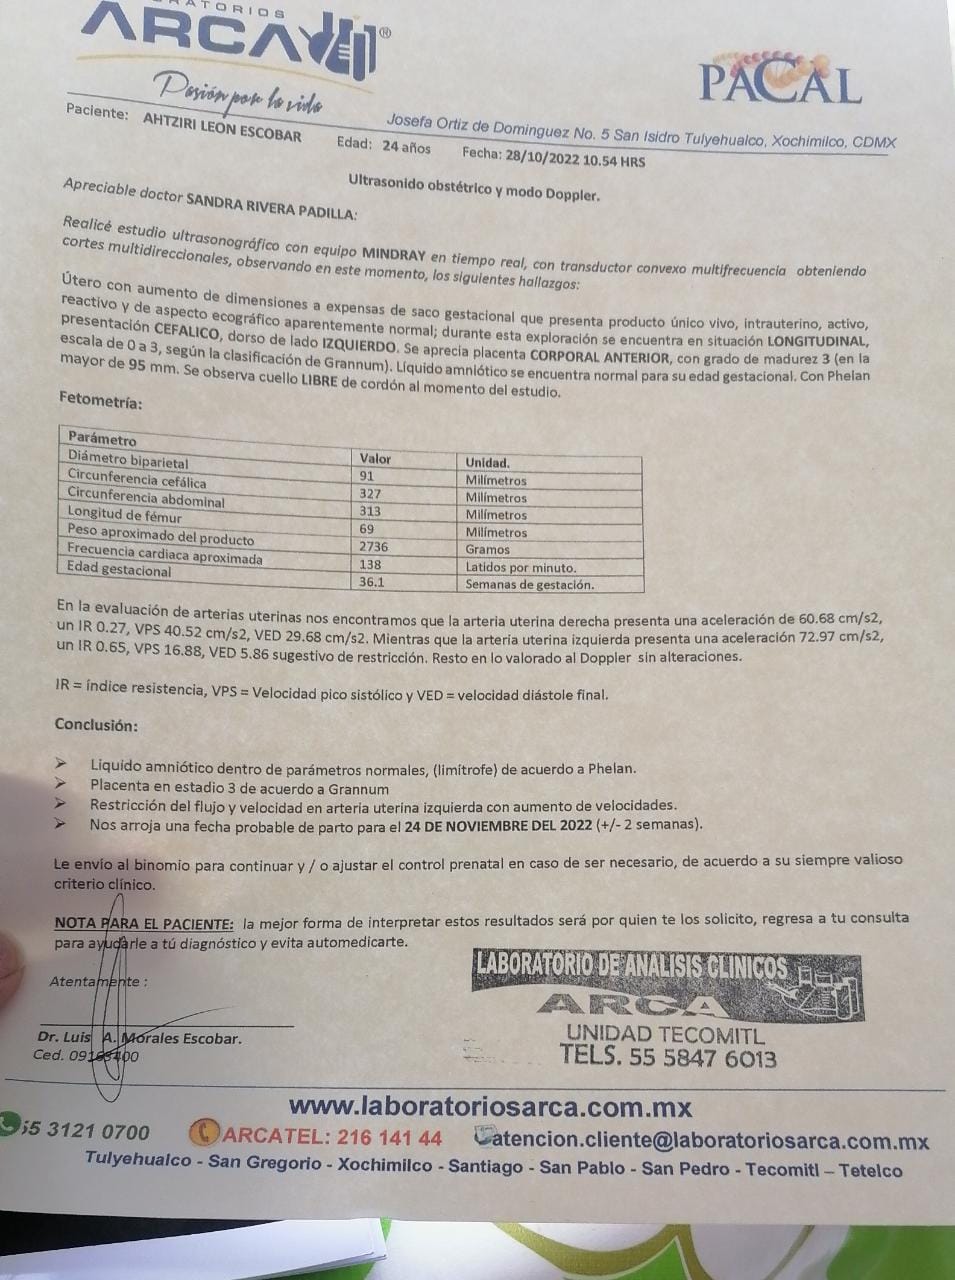 ATORIOS
ARCA ®
Pasión por la vida
PACAL
Josefa Ortiz de Dominguez No. 5 San Isidro Tulyehualco, Xochimilco, CDMX
Paciente: AHTZIRI LEON ESCOBAR Edad: 24 años Fecha: 28/10/2022 10.54 HRS
Ultrasonido obstétrico y modo Doppler.
Apreciable doctor SANDRA RIVERA PADILLA:
Realicé estudio ultrasonográfico con equipo MINDRAY en tiempo real, con transductor convexo multifrecuencia obteniendo
cortes multidireccionales, observando en este momento, los siguientes hallazgos:
Útero con aumento de dimensiones a expensas de saco gestacional que presenta producto único vivo, intrauterino, activo,
reactivo y de aspecto ecográfico aparentemente normal; durante esta exploración se encuentra en situación LONGITUDINAL,
presentación CEFALICO, dorso de lado IZQUIERDO. Se aprecia placenta CORPORAL ANTERIOR, con grado de madurez 3 (en la
escala de 0 a 3, según la clasificación de Grannum). Líquido amniótico se encuentra normal para su edad gestacional. Con Phelan
mayor de 95 mm. Se observa cuello LIBRE de cordón al momento del estudio.
Fetometría:
Parámetro Valor Unidad.
Diámetro biparietal 91 Milímetros
Circunferencia cefálica 327 Milímetros
Circunferencia abdominal 313 Milímetros
Longitud de fémur 69 Milímetros
Peso aproximado del producto 2736 Gramos
Frecuencia cardiaca aproximada 138 Latidos por minuto.
Edad gestacional 36.1 Semanas de gestación.
En la evaluación de arterias uterinas nos encontramos que la arteria uterina derecha presenta una aceleración de 60.68 cm/s2,
un IR 0.27, VPS 40.52 cm/s2, VED 29.68 cm/s2. Mientras que la arteria uterina izquierda presenta una aceleración 72.97 cm/s2,
un IR 0.65, VPS 16.88, VED 5.86 sugestivo de restricción. Resto en lo valorado al Doppler sin alteraciones.
IR = índice resistencia, VPS = Velocidad pico sistólico y VED = velocidad diástole final.
Conclusión:
➢ Liquido amniótico dentro de parámetros normales, (limítrofe) de acuerdo a Phelan.
➢ Placenta en estadio 3 de acuerdo a Grannum
➢ Restricción del flujo y velocidad en arteria uterina izquierda con aumento de velocidades.
➢ Nos arroja una fecha probable de parto para el 24 DE NOVIEMBRE DEL 2022 (+/- 2 semanas).
Le envío al binomio para continuar y / o ajustar el control prenatal en caso de ser necesario, de acuerdo a su siempre valioso
criterio clínico.
NOTA PARA EL PACIENTE: la mejor forma de interpretar estos resultados será por quien te los solicito, regresa a tu consulta
para ayudarle a tú diagnóstico y evita automedicarte.
Atentamente :
Dr. Luis A. Morales Escobar.
Ced.
LABORATORIO DE ANALISIS CLINICOS
ARCA
UNIDAD TECOMITL
TELS. 55 5847 6013
www.laboratoriosarca.com.mx
55 3121 0700 ARCATEL: 216 141 44 atencion.cliente@laboratoriosarca.com.mx
Tulyehualco - San Gregorio - Xochimilco - Santiago - San Pablo - San Pedro - Tecomitl – Tetelco